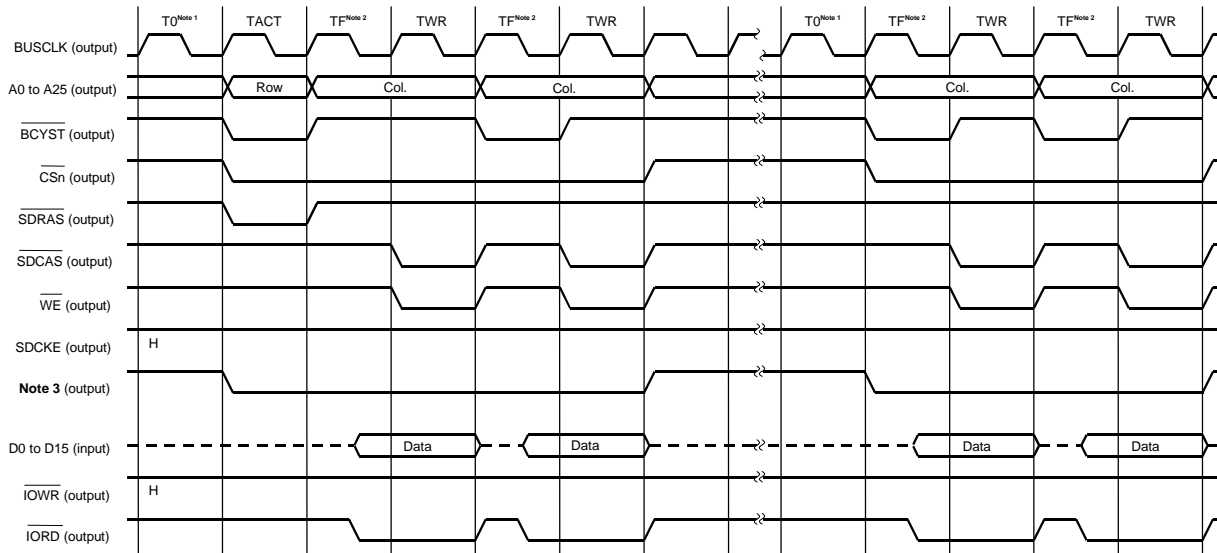 T0Note 1 TACT TFNote 2 TWR TFNote 2 TWR T0Note 1 TFNote 2 TWR TFNote 2 TWR
BUSCLK (output)
A0 to A25 (output) Row Col. Col. Col. Col.
BCYST (output)
CSn (output)
SDRAS (output)
SDCAS (output)
WE (output)
SDCKE (output) H
Note 3 (output)
D0 to D15 (input) Data Data Data Data
IOWR (output) H
IORD (output)